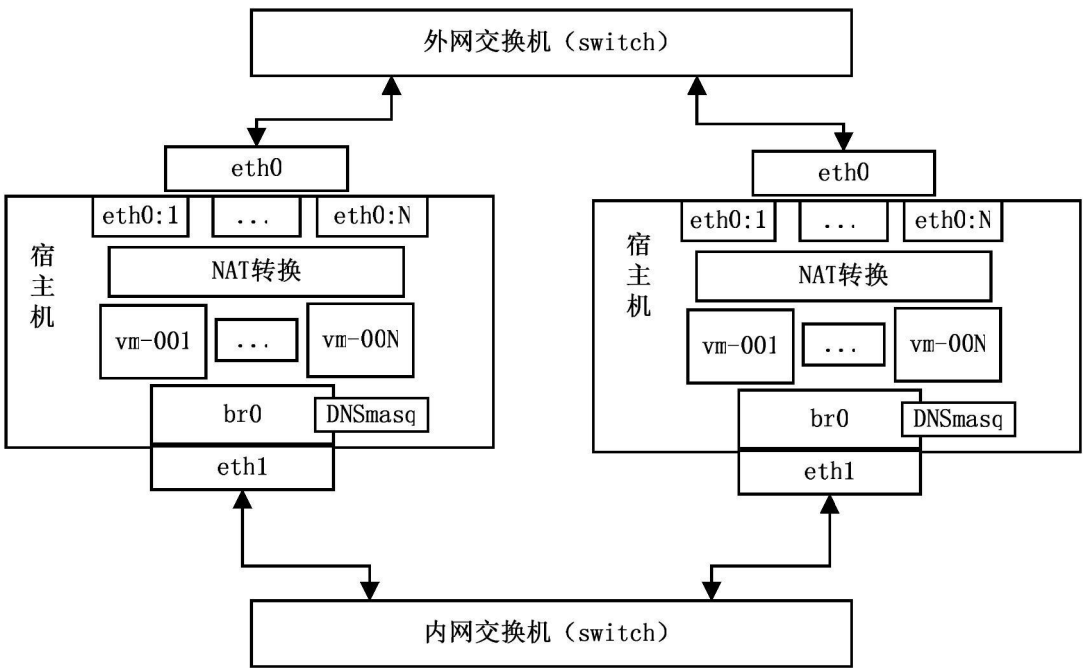 外网交换机（switch）
eth0
eth0:1
...
eth0:N
宿主机
NAT转换
vm-001
...
vm-00N
br0
DNSmasq
eth1
eth0
eth0:1
...
eth0:N
宿主机
NAT转换
vm-001
...
vm-00N
br0
DNSmasq
eth1
内网交换机（switch）